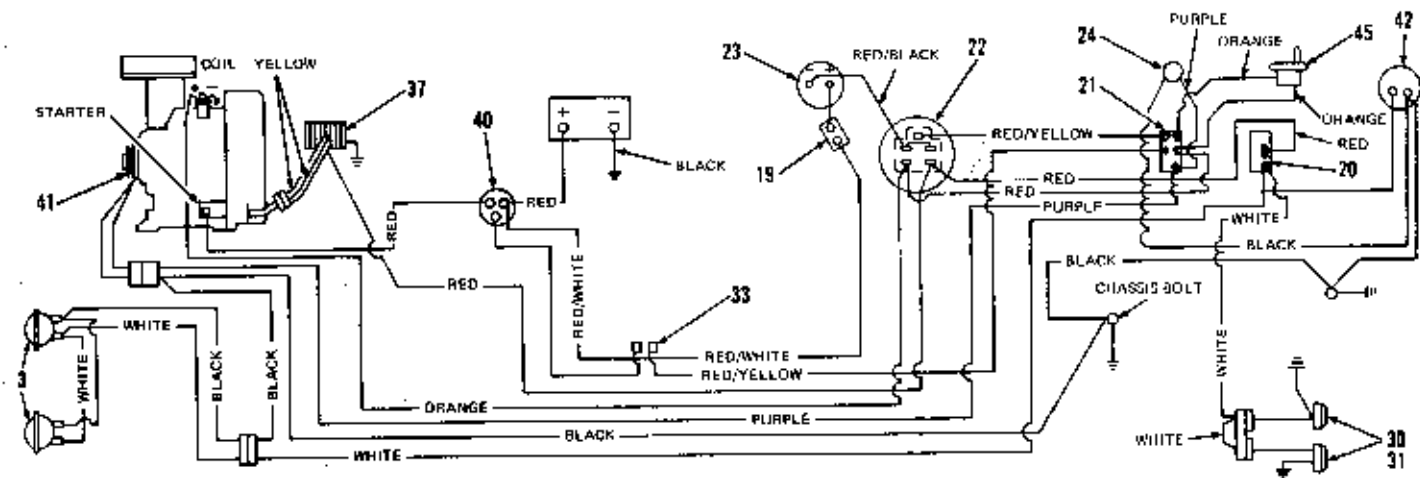 PURPLE
42
24
45
ORANGE
23
22
RED/BLACK
COIL
YELLOW
37
21
STARTER
40
+
−
RED/YELLOW
ORANGE
RED
BLACK
19
20
41
RED
RED
RED
RED
PURPLE
WHITE
BLACK
BLACK
RED
CHASSIS BOLT
RED/WHITE
33
WHITE
RED/WHITE
RED/YELLOW
WHITE
BLACK
BLACK
WHITE
ORANGE
PURPLE
BLACK
WHITE
WHITE
30
31